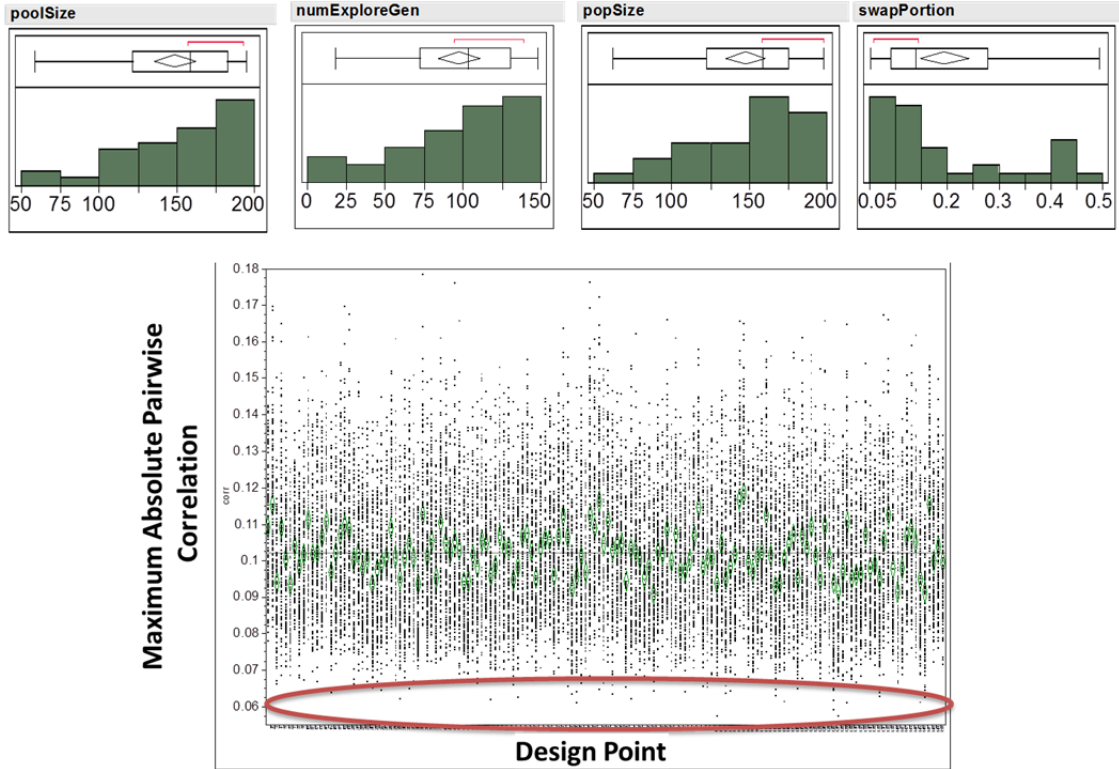 poolSize
numExploreGen
popSize
swapPortion
50 75 100 150 200
0 25 50 75 100 150
50 75 100 150 200
0.05 0.2 0.3 0.4 0.5
0.18
0.17
0.16
0.15
0.14
0.13
0.12
0.11
0.1
0.09
0.08
0.07
0.06
Maximum Absolute Pairwise
Correlation
corr
Design Point